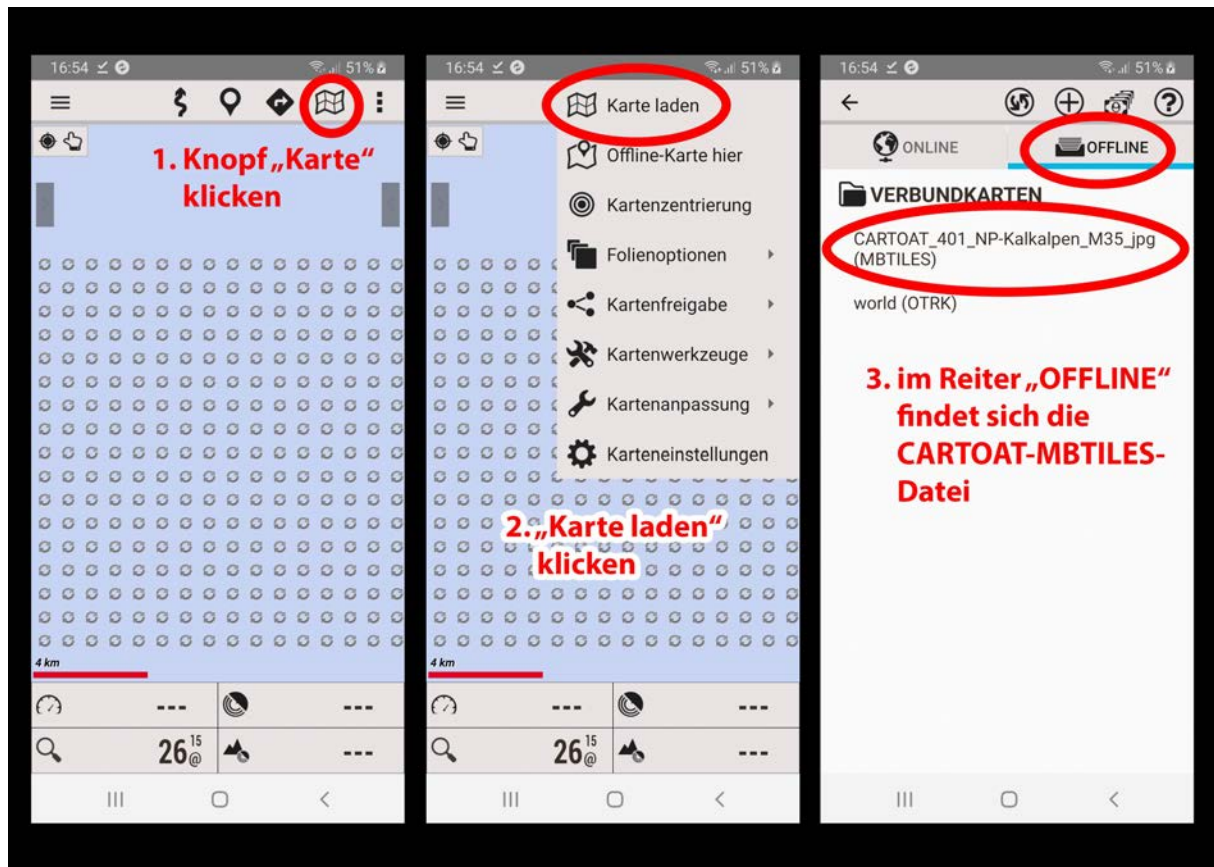 16:54
51%
1. Knopf „Karte“
klicken
4 km
---
---
26 15
@
---
16:54
51%
Karte laden
Offline-Karte hier
Kartenzentrierung
Folienoptionen
Kartenfreigabe
Kartenwerkzeuge
Kartenanpassung
Karteneinstellungen
2. „Karte laden“
klicken
4 km
---
---
26 15
@
---
16:54
51%
ONLINE
OFFLINE
VERBUNDKARTEN
CARTOAT_401_NP-Kalkalpen_M35_jpg
(MBTILES)
world (OTRK)
3. im Reiter „OFFLINE“
findet sich die
CARTOAT-MBTILES-
Datei